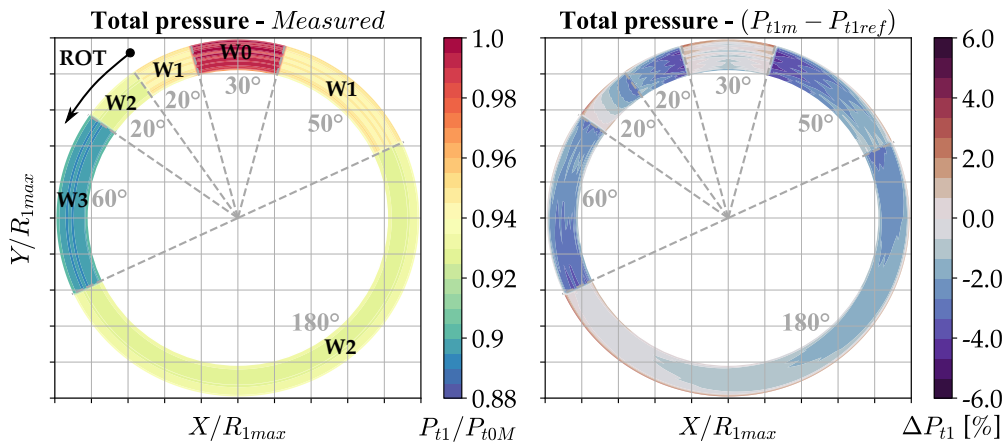 Total pressure - Measured
ROT
W0
W1
W1
W2
W3
W2
30°
20°
20°
50°
60°
180°
Y/R1max
X/R1max
1.0
0.98
0.96
0.94
0.92
0.9
0.88
Pt1/Pt0M
Total pressure - (Pt1m − Pt1ref)
30°
20°
20°
50°
60°
180°
X/R1max
6.0
4.0
2.0
0.0
-2.0
-4.0
-6.0
ΔPt1 [%]